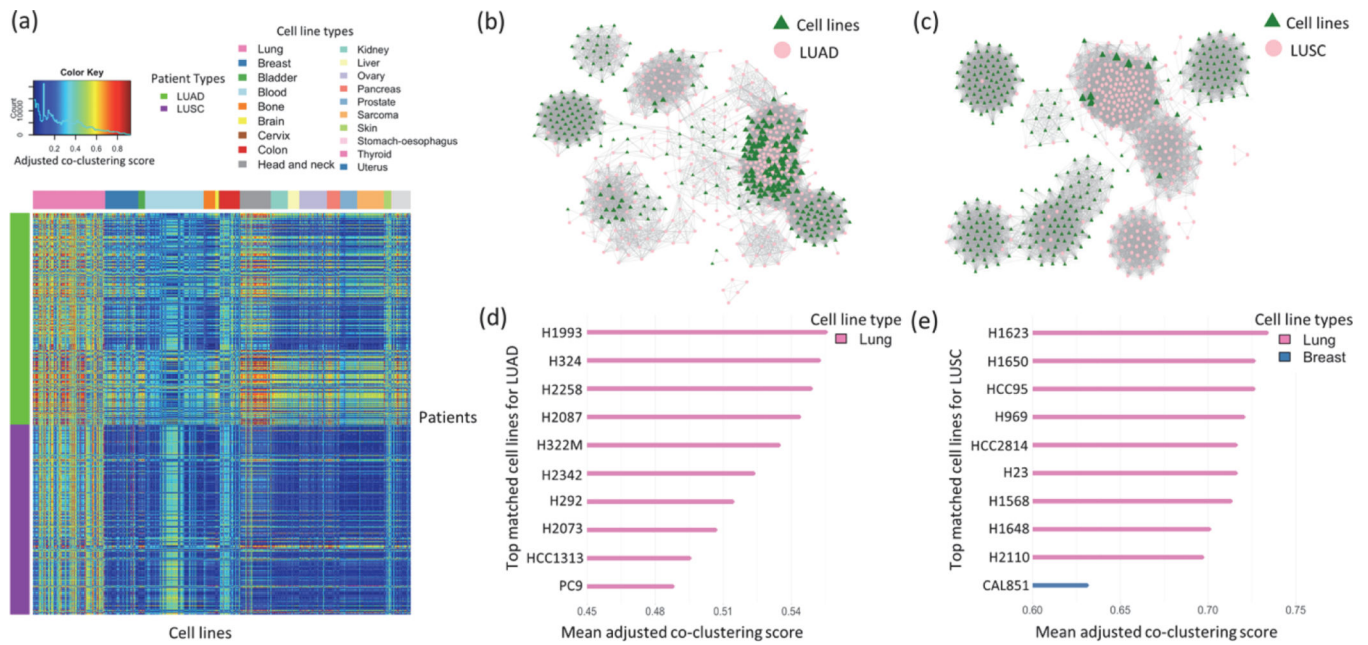 (a)
Color Key
Count
0 10000
0.2 0.4 0.6 0.8
Adjusted co-clustering score
Patient Types
LUAD
LUSC
Cell line types
Lung
Breast
Bladder
Blood
Bone
Brain
Cervix
Colon
Head and neck
Kidney
Liver
Ovary
Pancreas
Prostate
Sarcoma
Skin
Stomach-oesophagus
Thyroid
Uterus
Patients
Cell lines
(b)
Cell lines
LUAD
(c)
Cell lines
LUSC
(d)
Cell line type
Lung
Top matched cell lines for LUAD
H1993
H324
H2258
H2087
H322M
H2342
H292
H2073
HCC1313
PC9
0.45 0.48 0.51 0.54
Mean adjusted co-clustering score
(e)
Cell line types
Lung
Breast
Top matched cell lines for LUSC
H1623
H1650
HCC95
H969
HCC2814
H23
H1568
H1648
H2110
CAL851
0.60 0.65 0.70 0.75
Mean adjusted co-clustering score